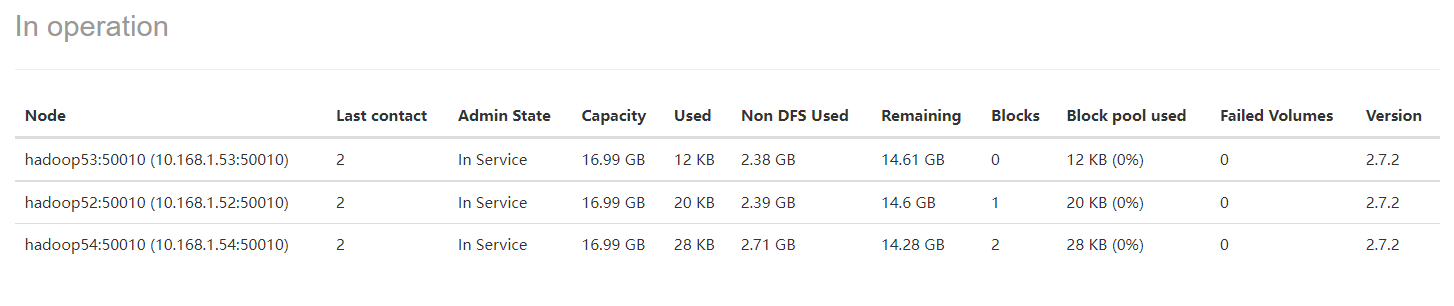 In operation
Node Last contact Admin State Capacity Used Non DFS Used Remaining Blocks Block pool used Failed Volumes Version
hadoop53:50010 (10.168.1.53:50010) 2 In Service 16.99 GB 12 KB 2.38 GB 14.61 GB 0 12 KB (0%) 0 2.7.2
hadoop52:50010 (10.168.1.52:50010) 2 In Service 16.99 GB 20 KB 2.39 GB 14.6 GB 1 20 KB (0%) 0 2.7.2
hadoop54:50010 (10.168.1.54:50010) 2 In Service 16.99 GB 28 KB 2.71 GB 14.28 GB 2 28 KB (0%) 0 2.7.2